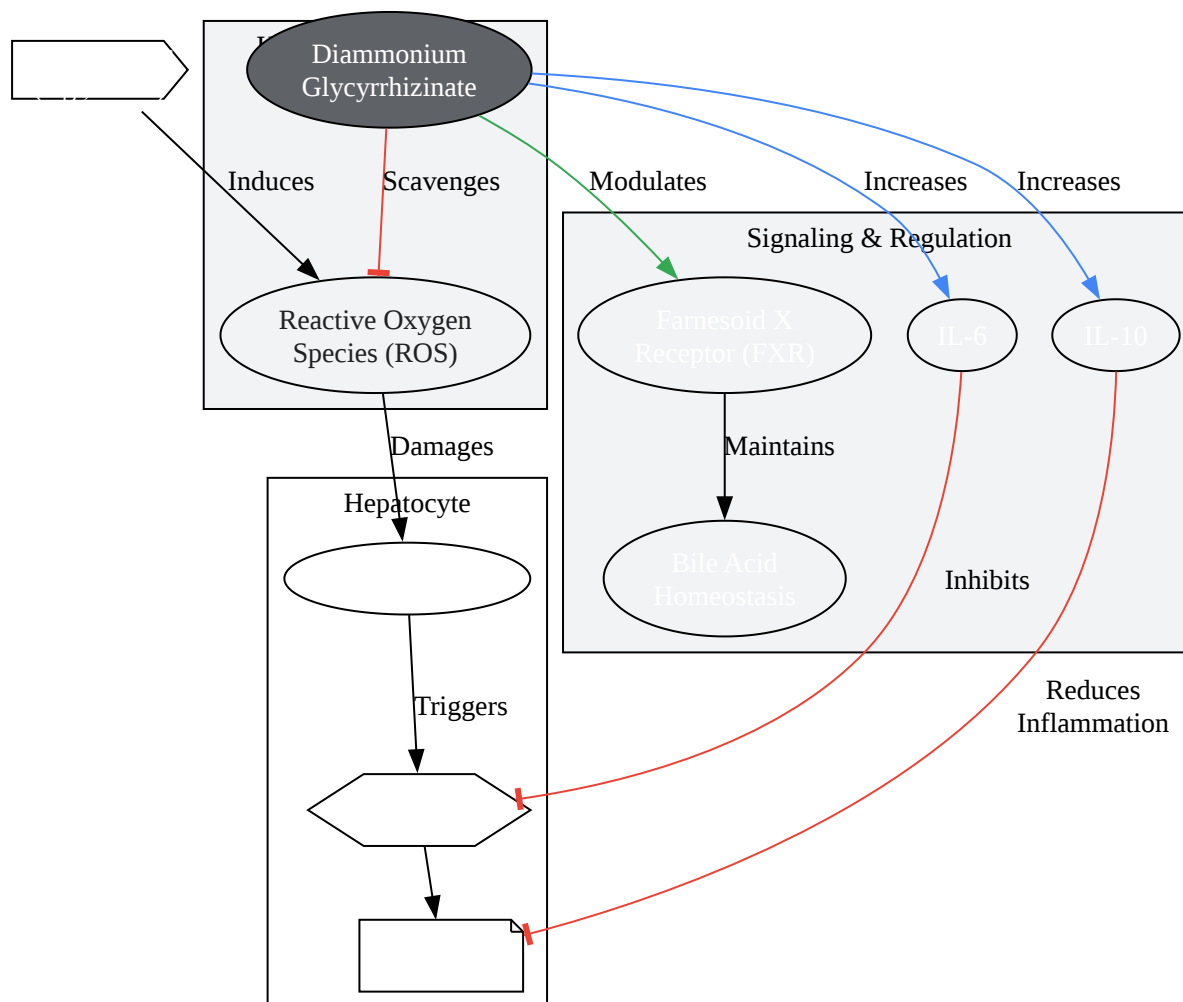 Diammonium
Glycyrrhizinate
Induces
Scavenges
Modulates
Increases
Increases
Signaling & Regulation
Reactive Oxygen
Species (ROS)
Farnesoid X
Receptor (FXR)
IL-6
IL-10
Damages
Maintains
Hepatocyte
Bile Acid
Homeostasis
Inhibits
Triggers
Reduces
Inflammation